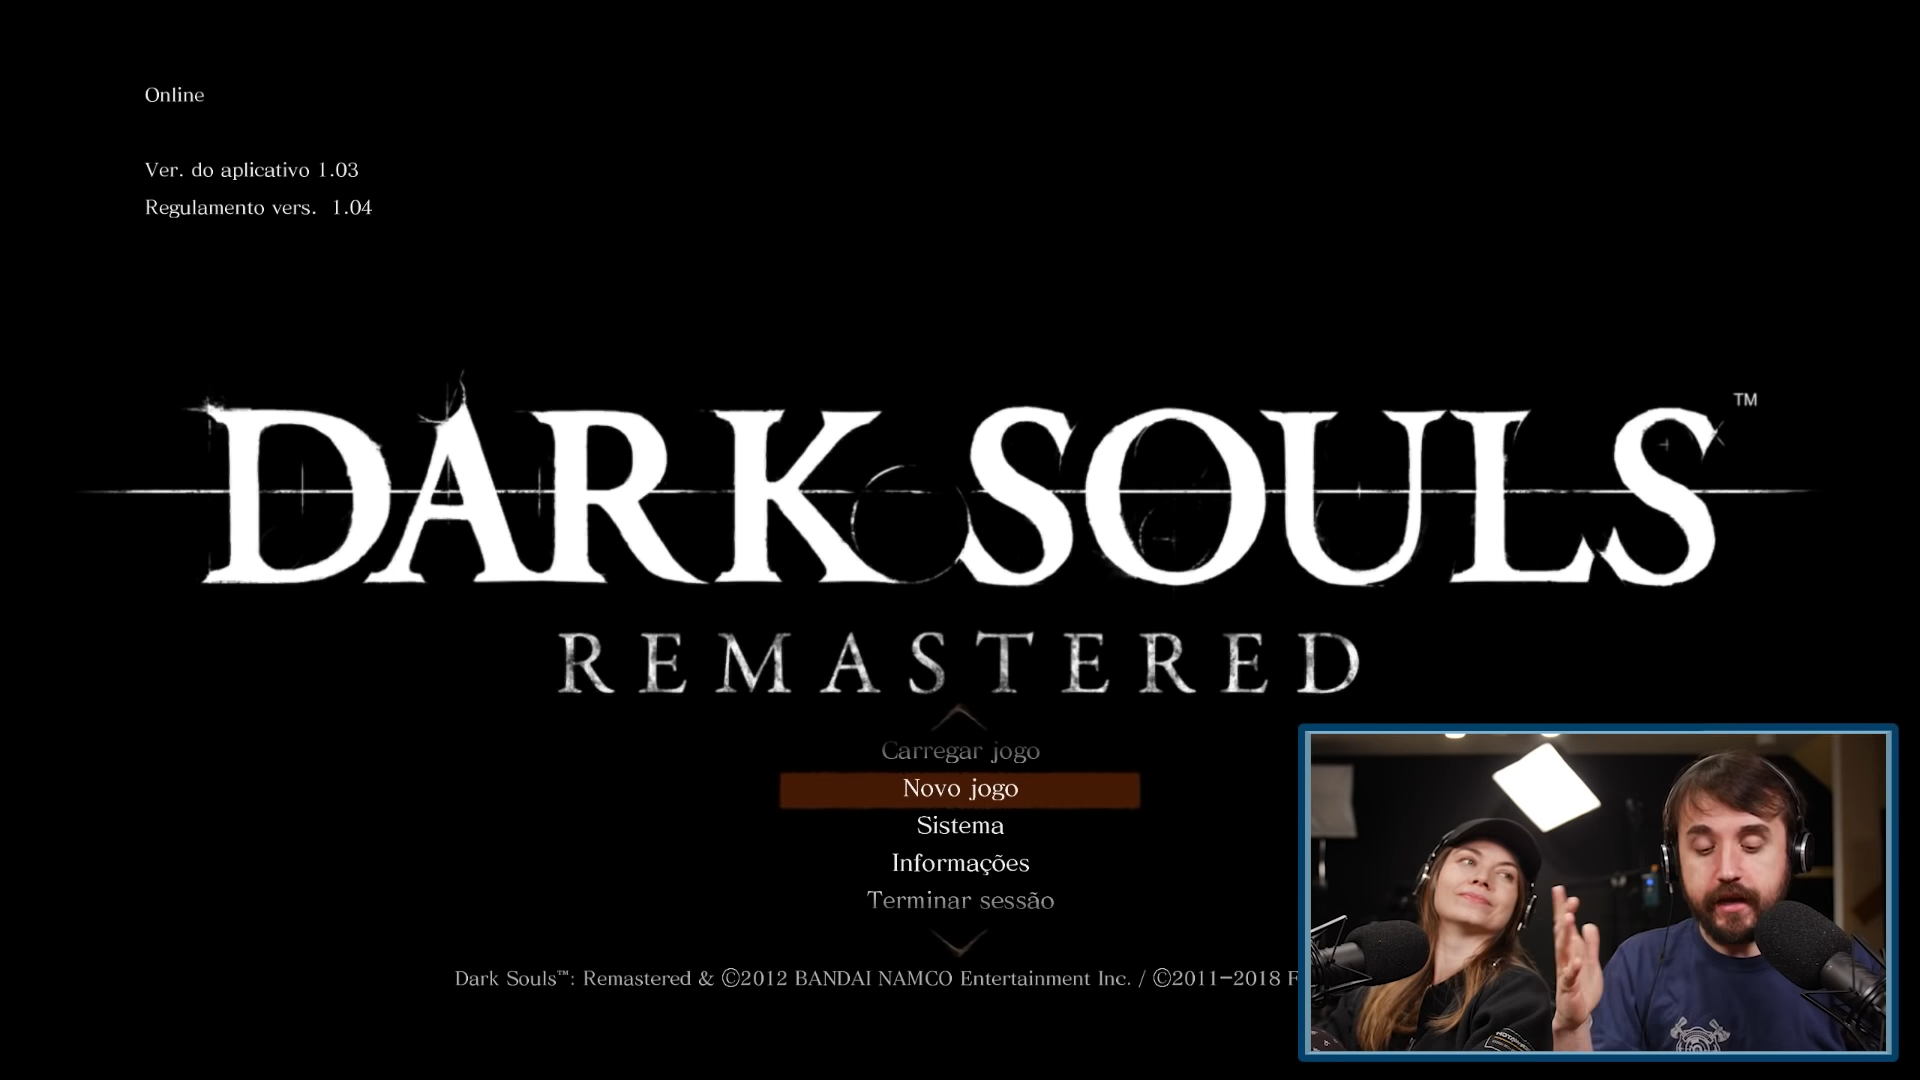 Online
Ver. do aplicativo 1.03
Regulamento vers. 1.04
DARK SOULS™
REMASTERED
Carregar jogo
Novo jogo
Sistema
Informações
Terminar sessão
Dark Souls™: Remastered & ©2012 BANDAI NAMCO Entertainment Inc. / ©2011-2018 F